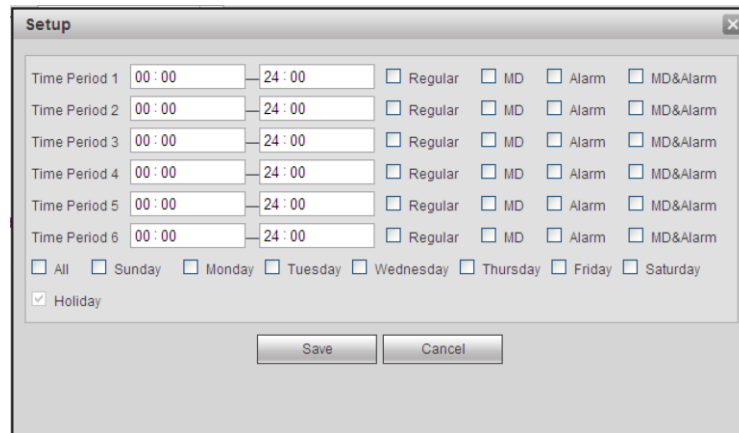 Setup
Time Period 1 00:00 — 24:00 Regular MD Alarm MD&Alarm
Time Period 2 00:00 — 24:00 Regular MD Alarm MD&Alarm
Time Period 3 00:00 — 24:00 Regular MD Alarm MD&Alarm
Time Period 4 00:00 — 24:00 Regular MD Alarm MD&Alarm
Time Period 5 00:00 — 24:00 Regular MD Alarm MD&Alarm
Time Period 6 00:00 — 24:00 Regular MD Alarm MD&Alarm
All Sunday Monday Tuesday Wednesday Thursday Friday Saturday
Holiday
Save Cancel